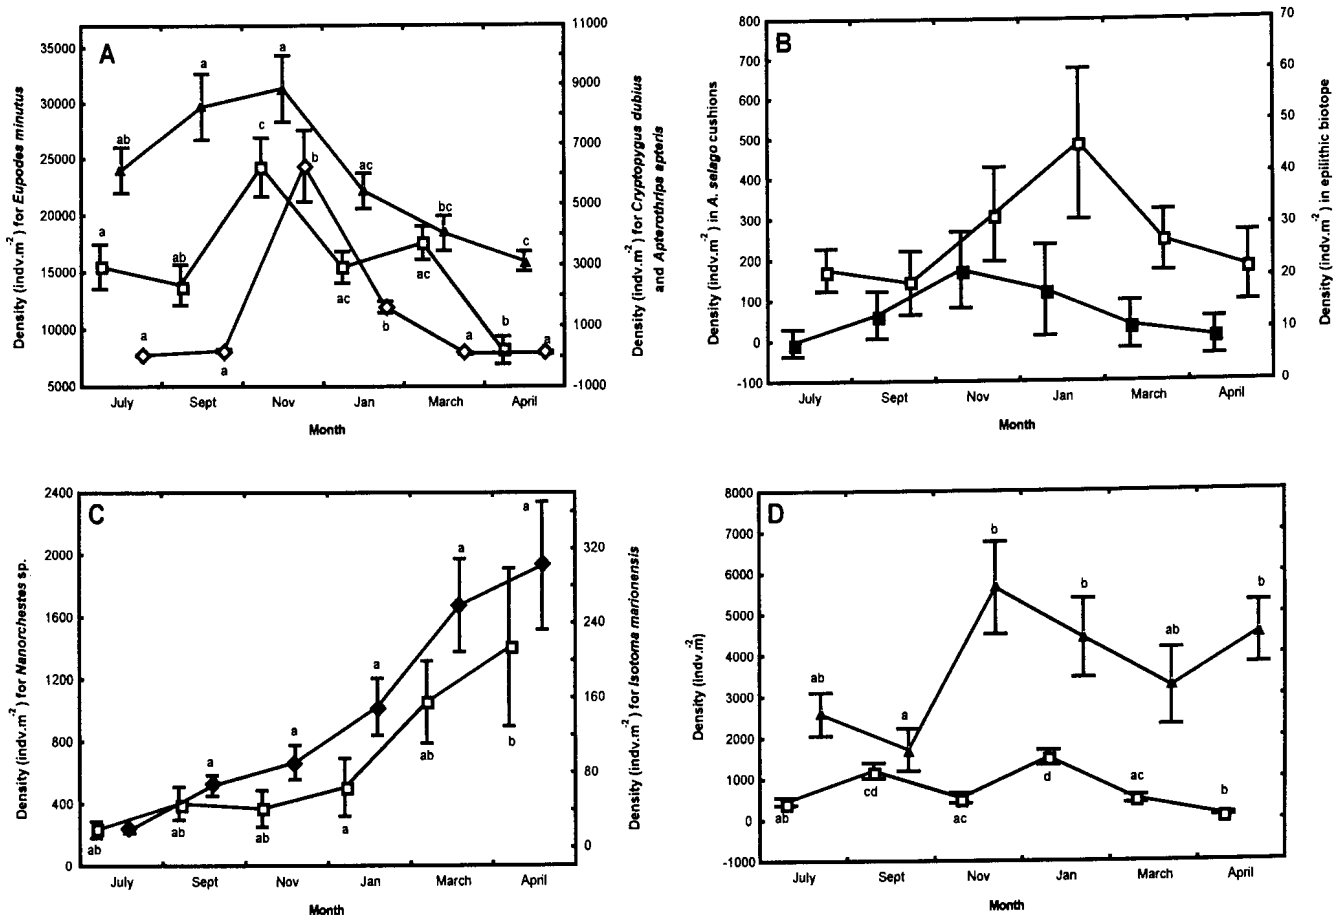 A
35000
30000
25000
20000
15000
10000
5000
Density (indv.m⁻²) for Eupodes minutus
a
a
ab
c
b
ac
a
ab
bc
c
ac
ac
b
b
a
a
a
a
11000
9000
7000
5000
3000
1000
-1000
Density (indv.m⁻²) for Cryptopygus dubius
and Apterothrips apteris
July Sept Nov Jan March April
Month
B
800
700
600
500
400
300
200
100
0
-100
Density (indv.m⁻²) in A. selago cushions
70
60
50
40
30
20
10
0
Density (indv.m⁻²) in epilithic biotope
July Sept Nov Jan March April
Month
C
2400
2000
1600
1200
800
400
0
Density (indv.m⁻²) for Nanorchestes sp.
a
a
a
a
a
ab
ab
ab
a
ab
b
320
240
160
80
0
Density (indv.m⁻²) for Isotoma marionensis
July Sept Nov Jan March April
Month
D
8000
7000
6000
5000
4000
3000
2000
1000
0
-1000
Density (indv.m⁻²)
b
b
b
ab
ab
a
ab
cd
ac
d
ac
b
July Sept Nov Jan March April
Month